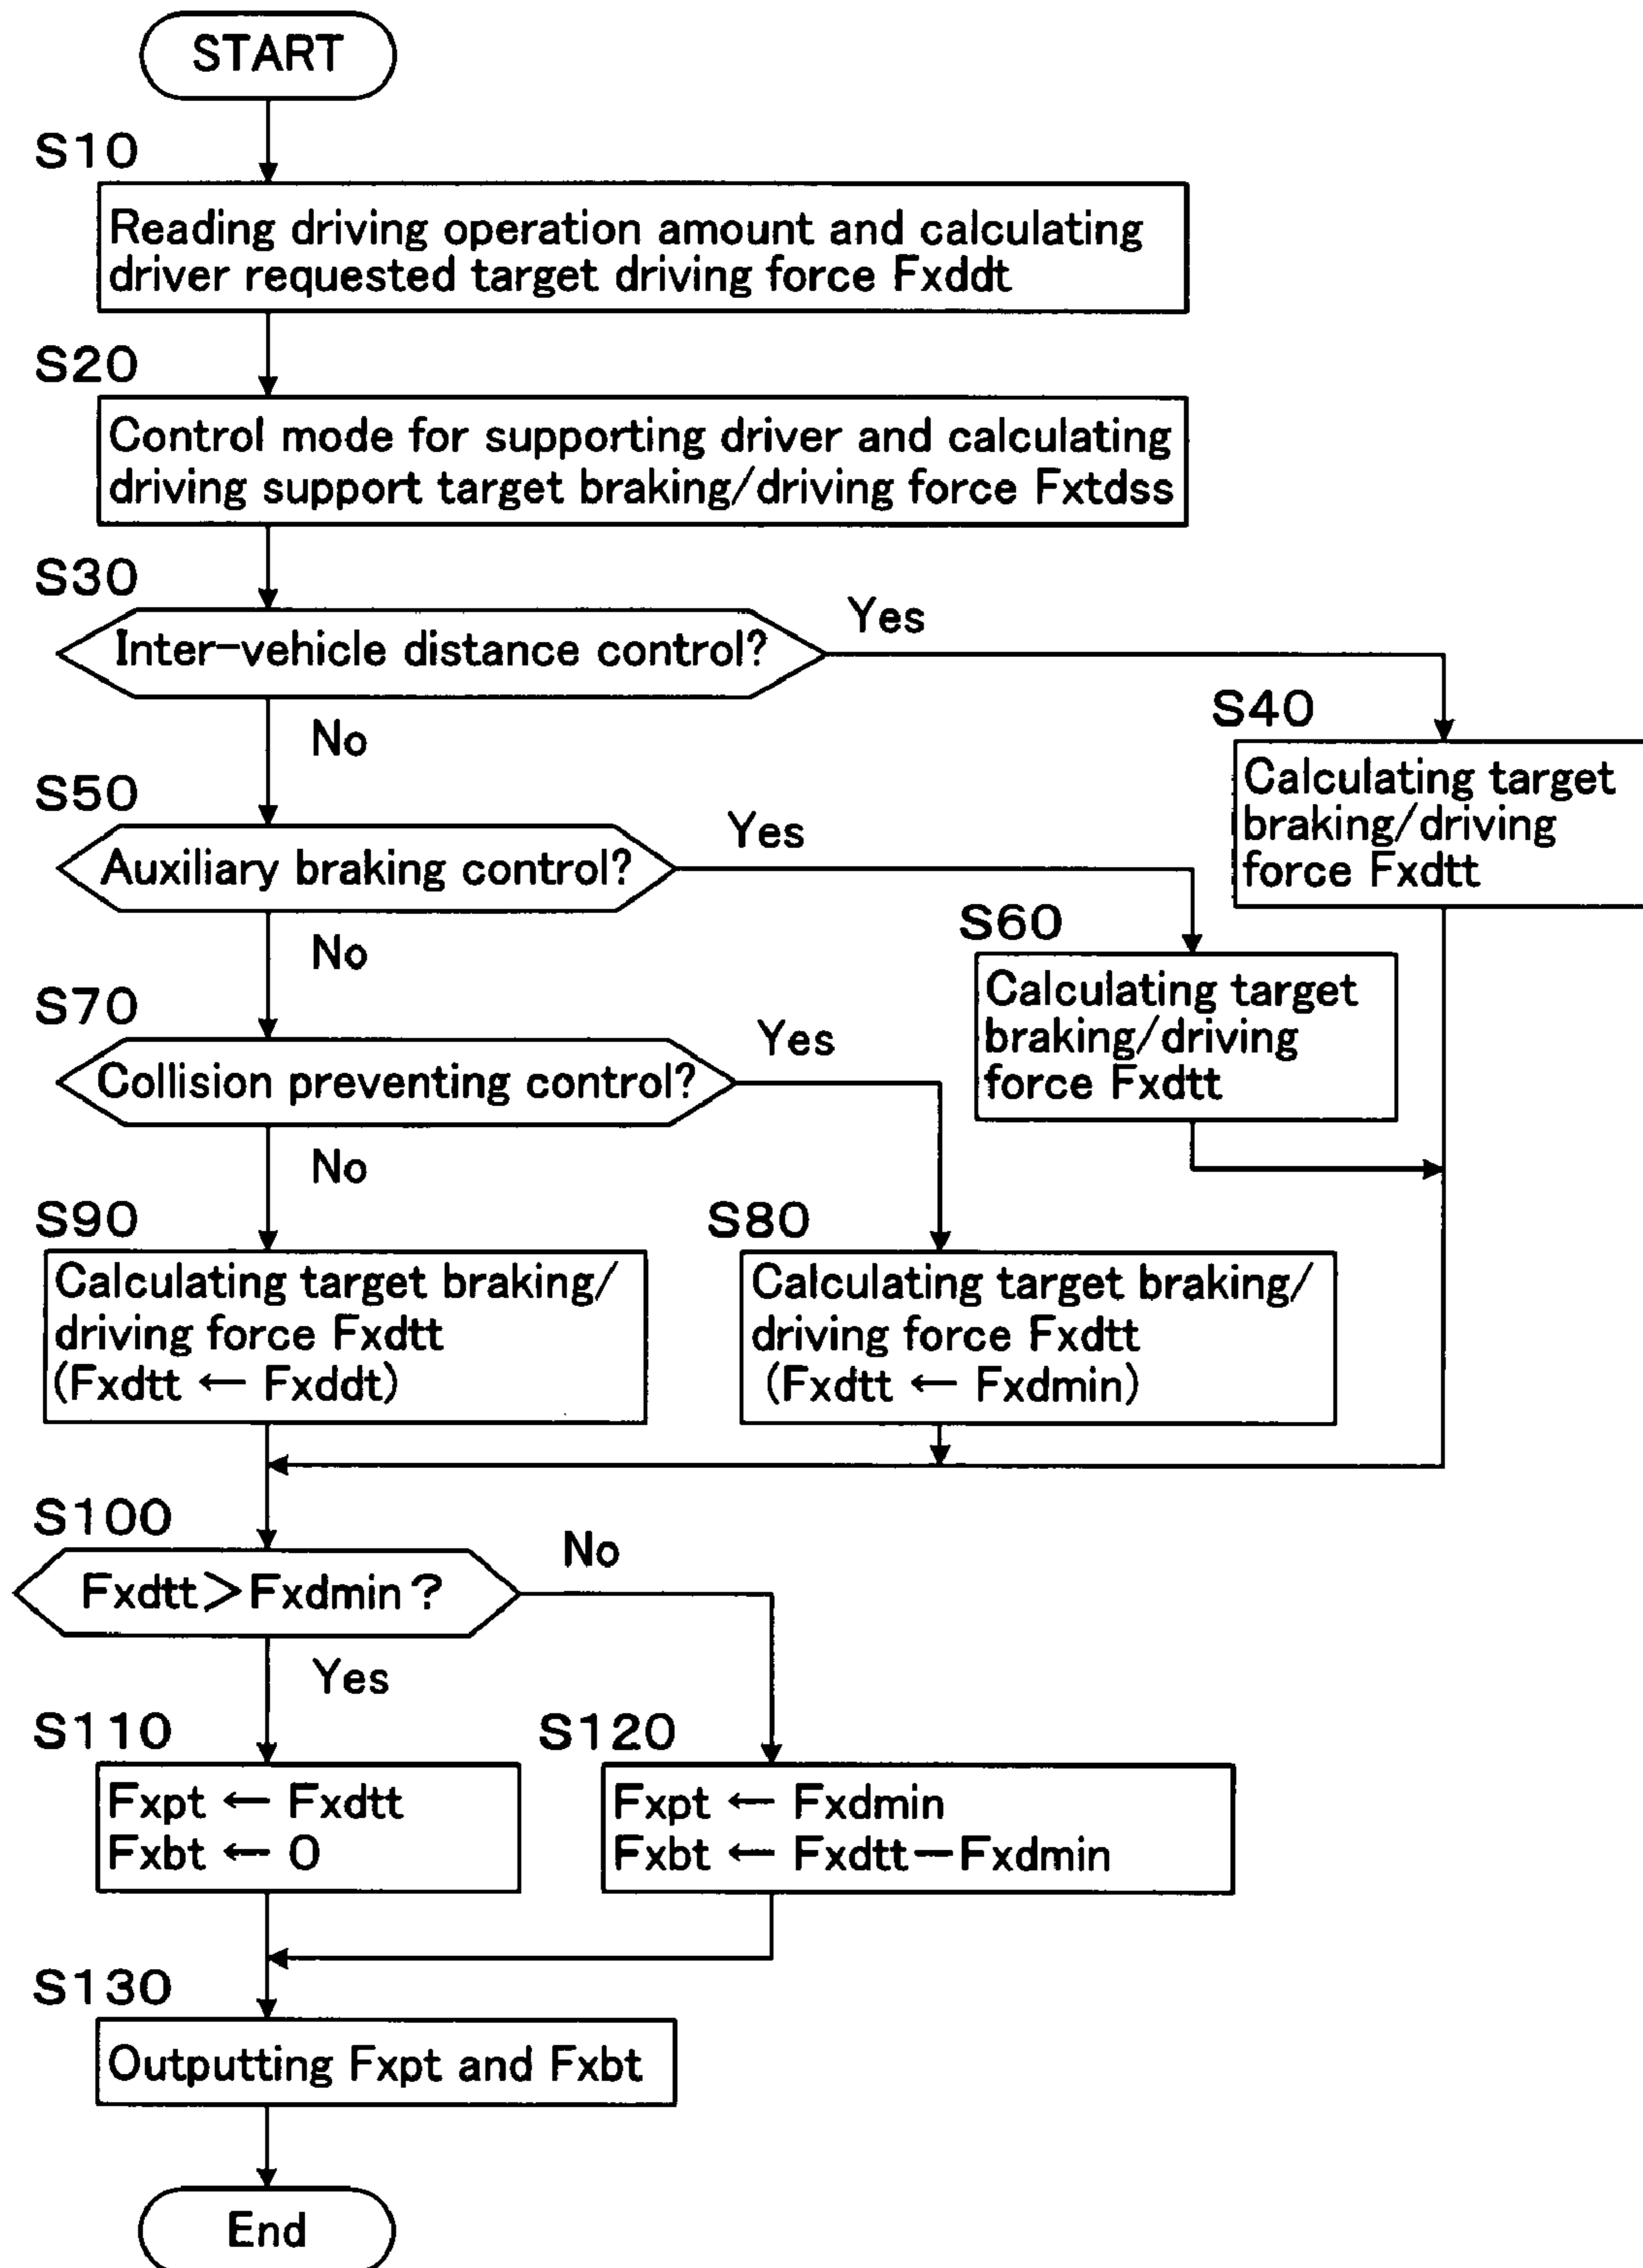 START
S10
Reading driving operation amount and calculating
driver requested target driving force Fxddt
S20
Control mode for supporting driver and calculating
driving support target braking/driving force Fxtdss
S30
Inter-vehicle distance control?
Yes
No
S40
Calculating target
braking/driving
force Fxdtt
S50
Auxiliary braking control?
Yes
No
S60
Calculating target
braking/driving
force Fxdtt
S70
Collision preventing control?
Yes
No
S90
Calculating target braking/
driving force Fxdtt
(Fxdtt ← Fxddt)
S80
Calculating target braking/
driving force Fxdtt
(Fxdtt ← Fxdmin)
S100
Fxdtt>Fxdmin?
No
Yes
S110
Fxpt ← Fxdtt
Fxbt ← 0
S120
Fxpt ← Fxdmin
Fxbt ← Fxdtt−Fxdmin
S130
Outputting Fxpt and Fxbt
End